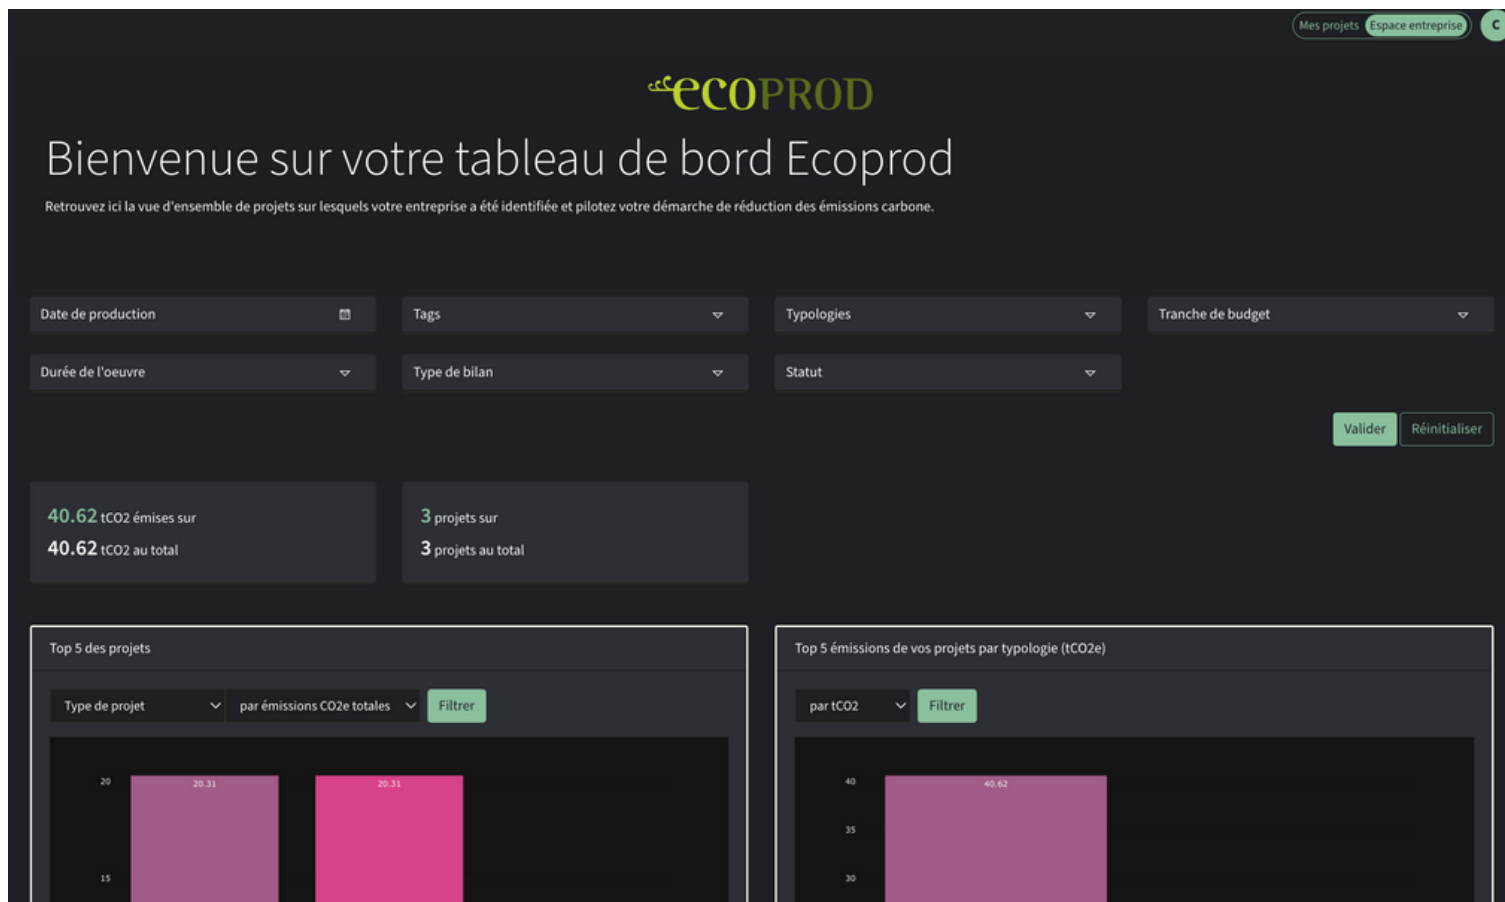 Mes projets Espace entreprise C
ecoPROD
Bienvenue sur votre tableau de bord Ecoprod
Retrouvez ici la vue d'ensemble de projets sur lesquels votre entreprise a été identifiée et pilotez votre démarche de réduction des émissions carbone.
Date de production Tags Typologies Tranche de budget
Durée de l'oeuvre Type de bilan Statut
Valider Réinitialiser
40.62 tCO2 émises sur
40.62 tCO2 au total
3 projets sur
3 projets au total
Top 5 des projets
Type de projet par émissions CO2e totales Filtrer
20
20.31 20.31
15
Top 5 émissions de vos projets par typologie (tCO2e)
par tCO2 Filtrer
40
40.62
35
30